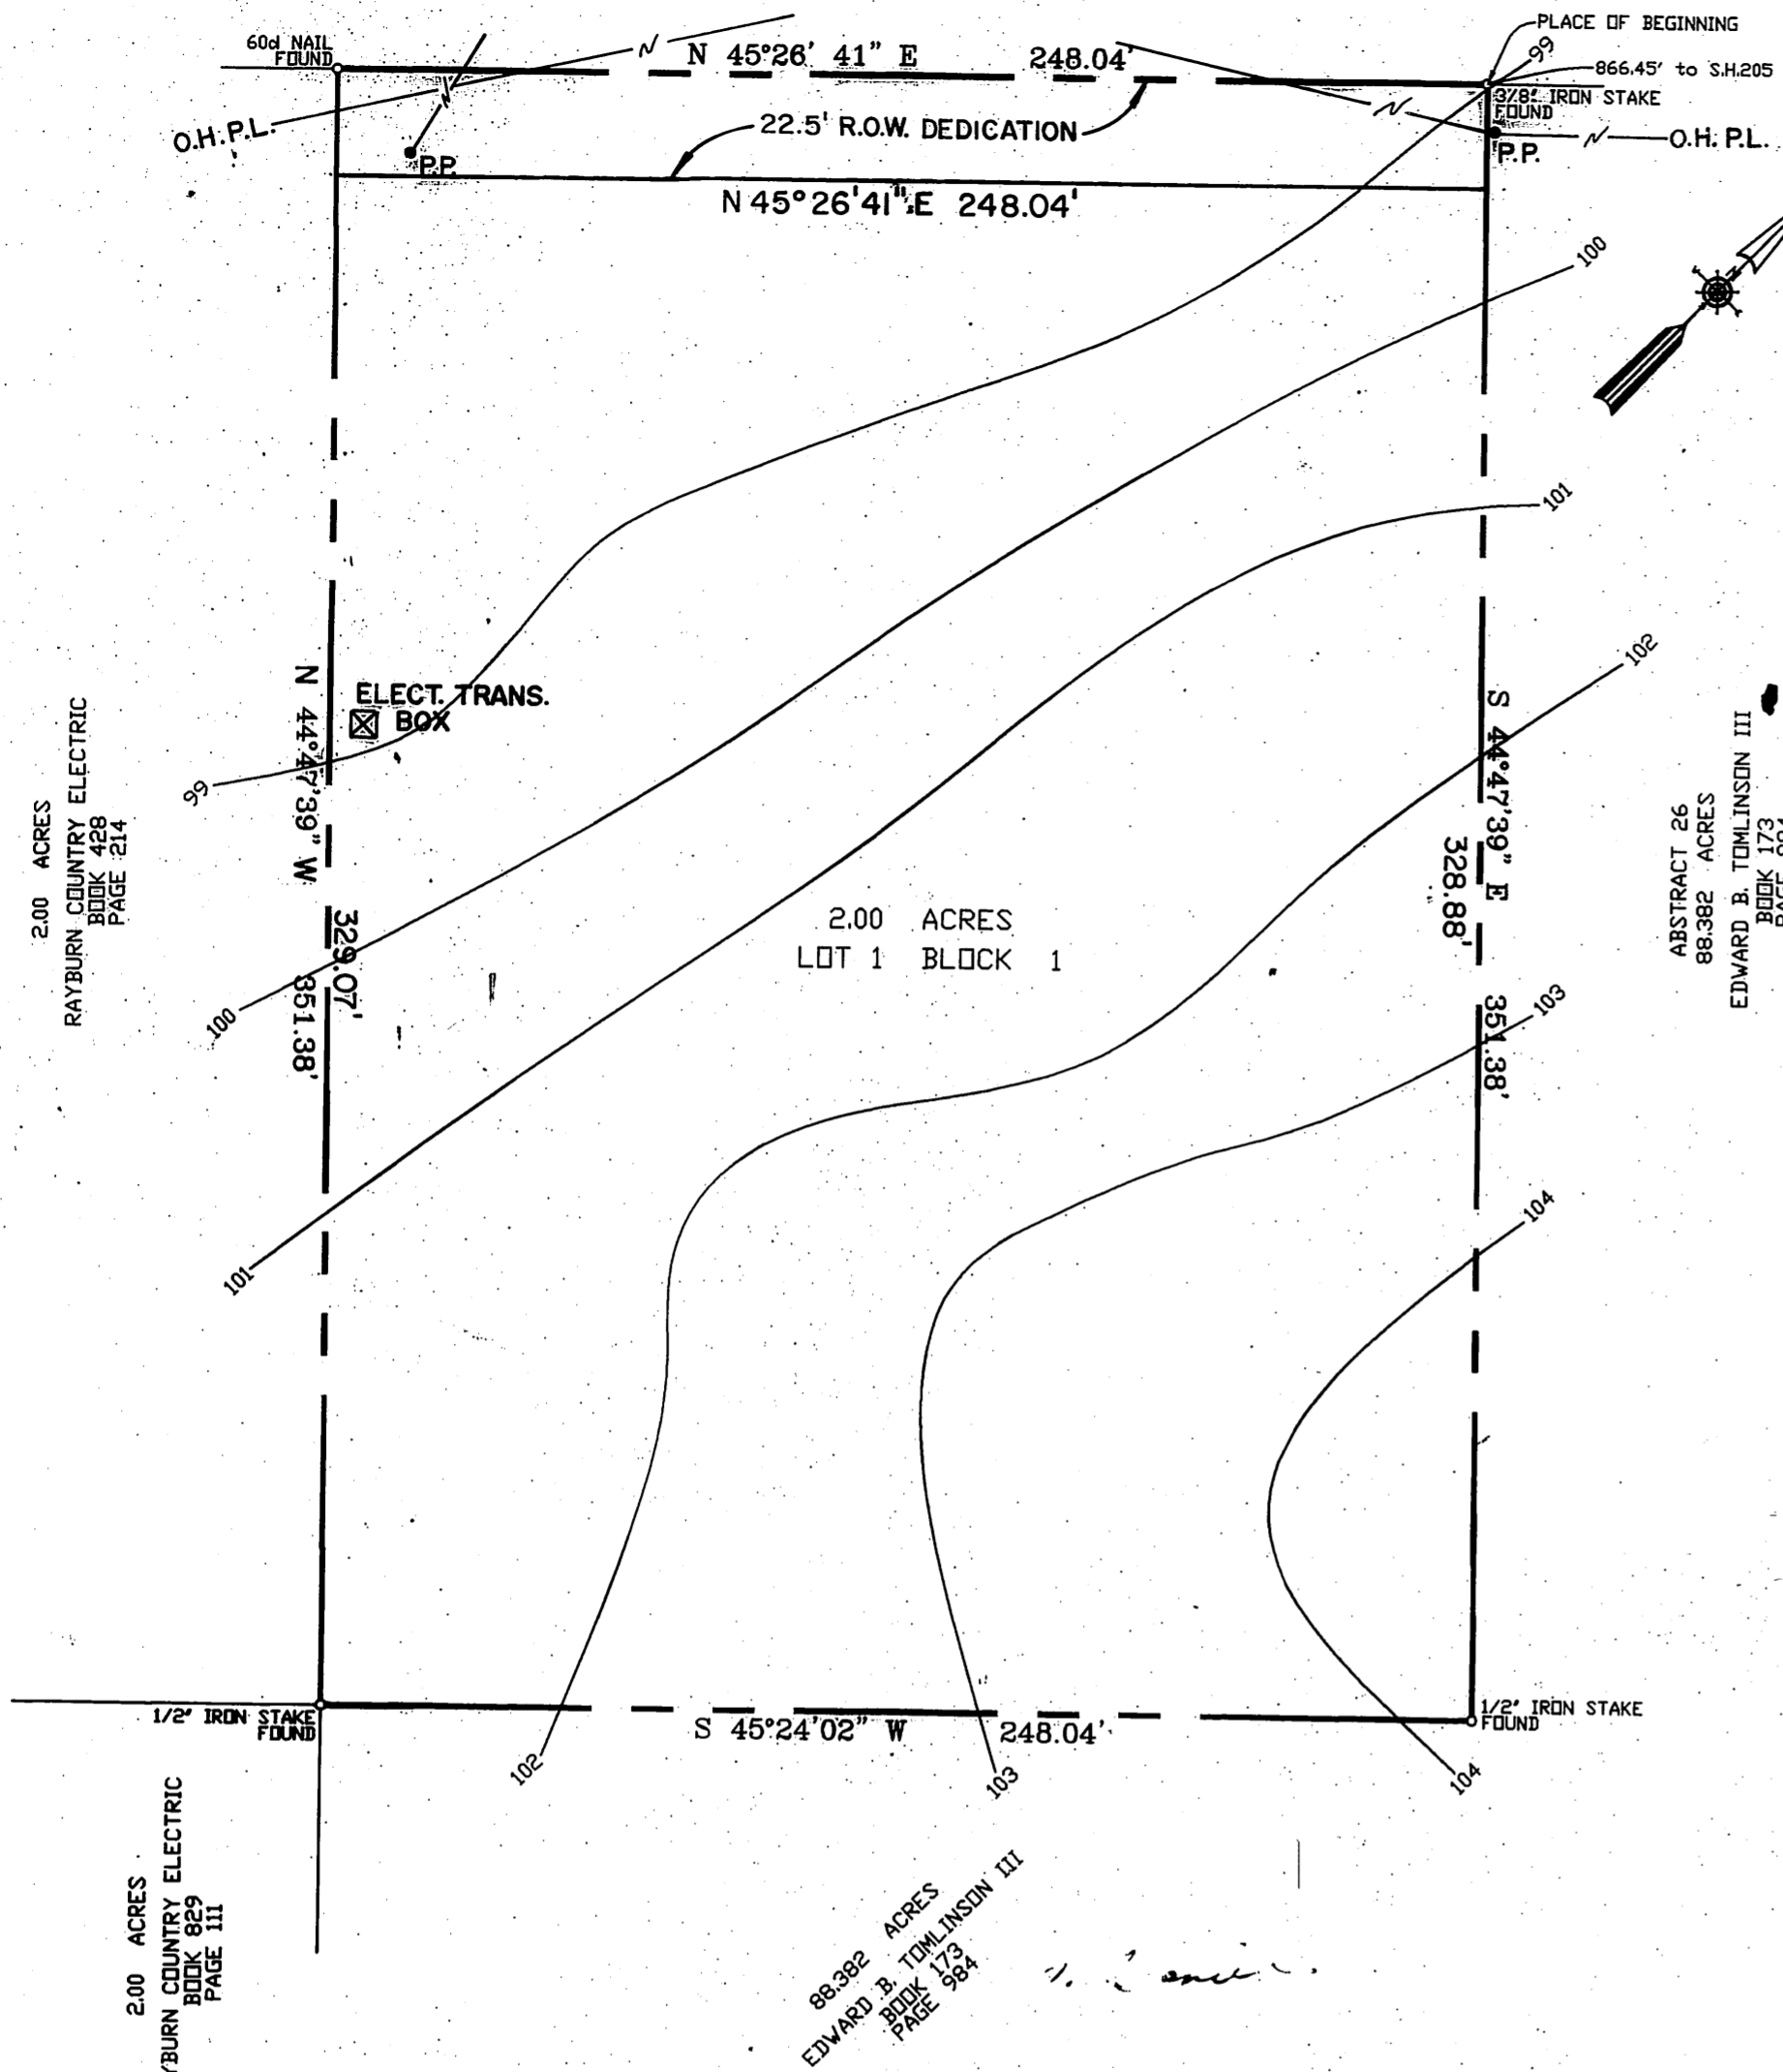 PLACE OF BEGINNING
60d NAIL
FOUND
N 45°26' 41" E 248.04'
99
866.45' to S.H.205
3/8" IRON STAKE
FOUND
O.H.P.L.
22.5' R.O.W. DEDICATION
O.H.P.L.
P.P.
P.P.
N 45°26'41" E 248.04'
100
101
102
ELECT. TRANS.
BOX
N 44°47'39" W 351.38'
329.07'
S 44°47'39" E 351.38'
328.88'
99
2.00 ACRES
RAYBURN COUNTRY ELECTRIC
BOOK 428
PAGE 214
ABSTRACT 26
88.382 ACRES
EDWARD B. TOMLINSON III
BOOK 173
2.00 ACRES
LOT 1 BLOCK 1
100
103
104
101
1/2" IRON STAKE
FOUND
S 45°24'02" W 248.04'
1/2" IRON STAKE
FOUND
102
103
104
2.00 ACRES
YBURN COUNTRY ELECTRIC
BOOK 829
PAGE 111
88.382 ACRES
EDWARD B. TOMLINSON III
BOOK 173
PAGE 984